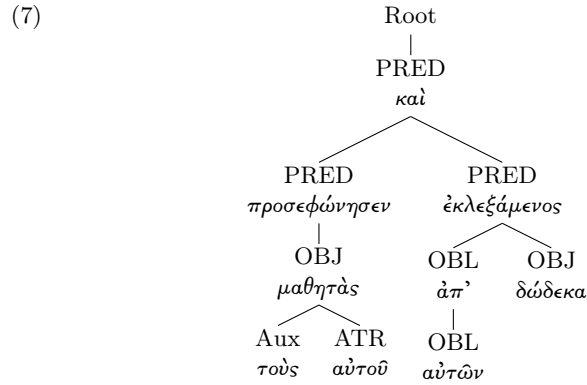 (7)
Root
PRED
καὶ
PRED PRED
προσεφώνησεν ἐκλεξάμενος
OBJ OBL OBJ
μαθητὰς ἀπ’ δώδεκα
Aux ATR OBL
τοὺς αὐτοῦ αὐτῶν